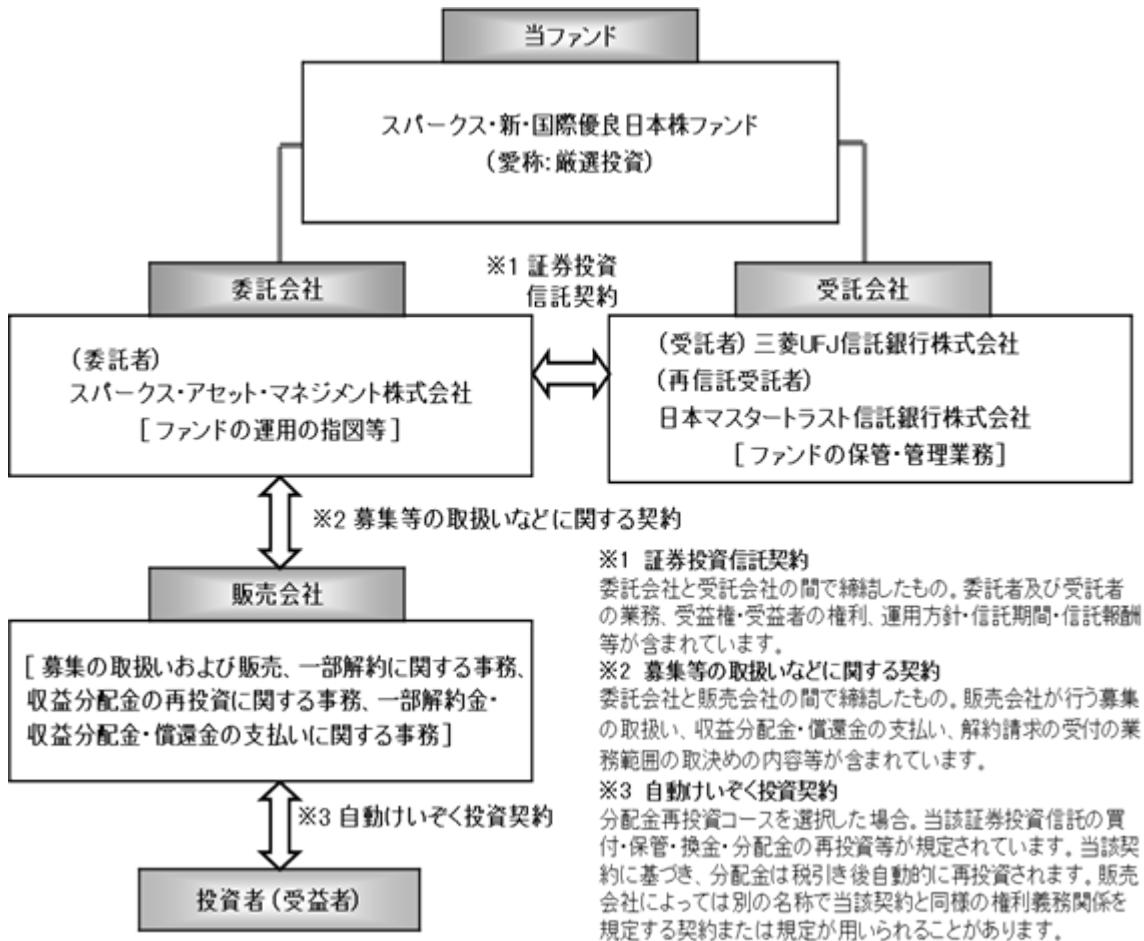 当ファンド
スパークス・新・国際優良日本株ファンド
(愛称:厳選投資)
委託会社
※1 証券投資
信託契約
受託会社
(委託者)
スパークス・アセット・マネジメント株式会社
[ファンドの運用の指図等]
(受託者) 三菱UFJ信託銀行株式会社
(再信託受託者)
日本マスタートラスト信託銀行株式会社
[ファンドの保管・管理業務]
※2 募集等の取扱いなどに関する契約
販売会社
[募集の取扱いおよび販売、一部解約に関する事務、
収益分配金の再投資に関する事務、一部解約金・
収益分配金・償還金の支払いに関する事務]
※3 自動けいぞく投資契約
投資者(受益者)
※1 証券投資信託契約
委託会社と受託会社の間で締結したもの。委託者及び受託者
の業務、受益権・受益者の権利、運用方針・信託期間・信託報酬
等が含まれています。
※2 募集等の取扱いなどに関する契約
委託会社と販売会社の間で締結したもの。販売会社が行う募集
の取扱い、収益分配金・償還金の支払い、解約請求の受付の業
務範囲の取決めの内容等が含まれています。
※3 自動けいぞく投資契約
分配金再投資コースを選択した場合。当該証券投資信託の買
付・保管・換金・分配金の再投資等が規定されています。当該契
約に基づき、分配金は税引き後自動的に再投資されます。販売
会社によっては別の名称で当該契約と同様の権利義務関係を
規定する契約または規定が用いられることがあります。